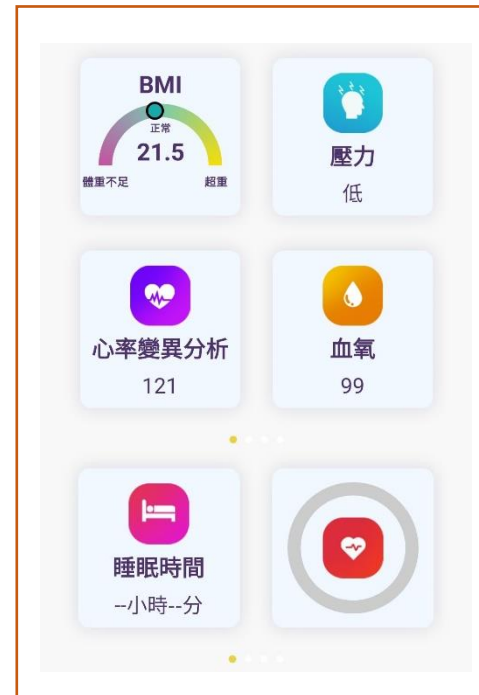 BMI
正常
21.5
體重不足
超重
壓力
低
心率變異分析
121
血氧
99
睡眠時間
--小時--分